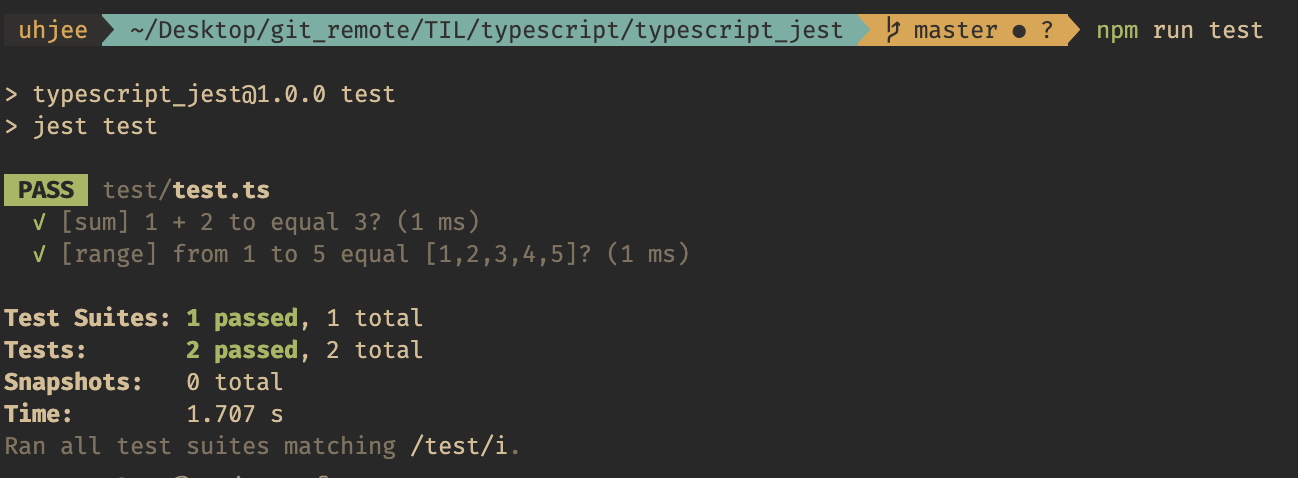 uhjee ~/Desktop/git_remote/TIL/typescript/typescript_jest master ● ? npm run test
> typescript_jest@1.0.0 test
> jest test
PASS test/test.ts
√ [sum] 1 + 2 to equal 3? (1 ms)
√ [range] from 1 to 5 equal [1,2,3,4,5]? (1 ms)
Test Suites: 1 passed, 1 total
Tests: 2 passed, 2 total
Snapshots: 0 total
Time: 1.707 s
Ran all test suites matching /test/i.